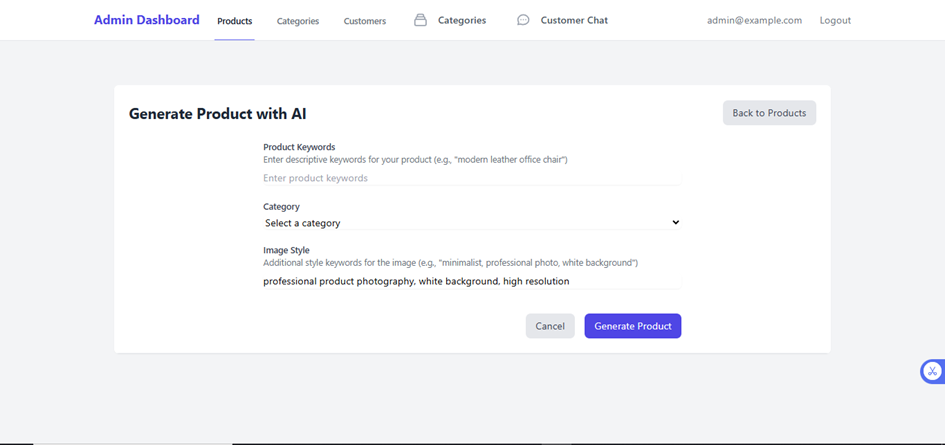 Admin Dashboard Products Categories Customers Categories Customer Chat admin@example.com Logout
Generate Product with AI Back to Products
Product Keywords
Enter descriptive keywords for your product (e.g., "modern leather office chair")
Enter product keywords
Category
Select a category
Image Style
Additional style keywords for the image (e.g., "minimalist, professional photo, white background")
professional product photography, white background, high resolution
Cancel Generate Product